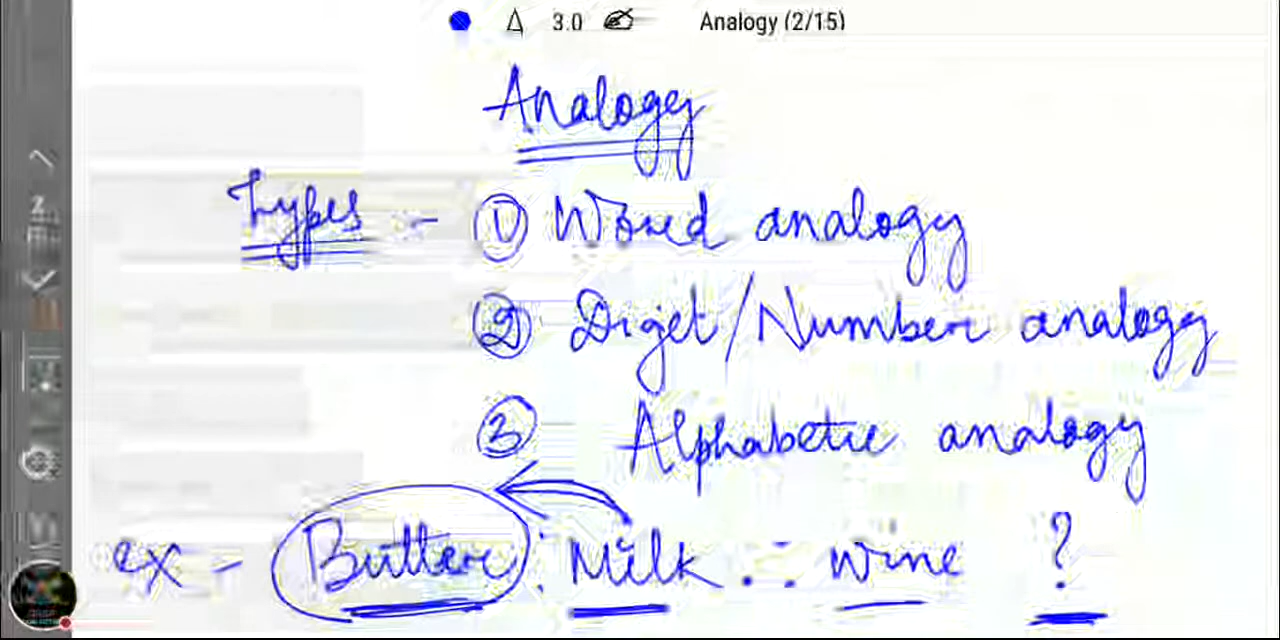 3.0 Analogy (2/15)
Analogy
Types - ① Word analogy
② Diget/Number analogy
③ Alphabetic analogy
ex - Butter : Milk :: Wine ?